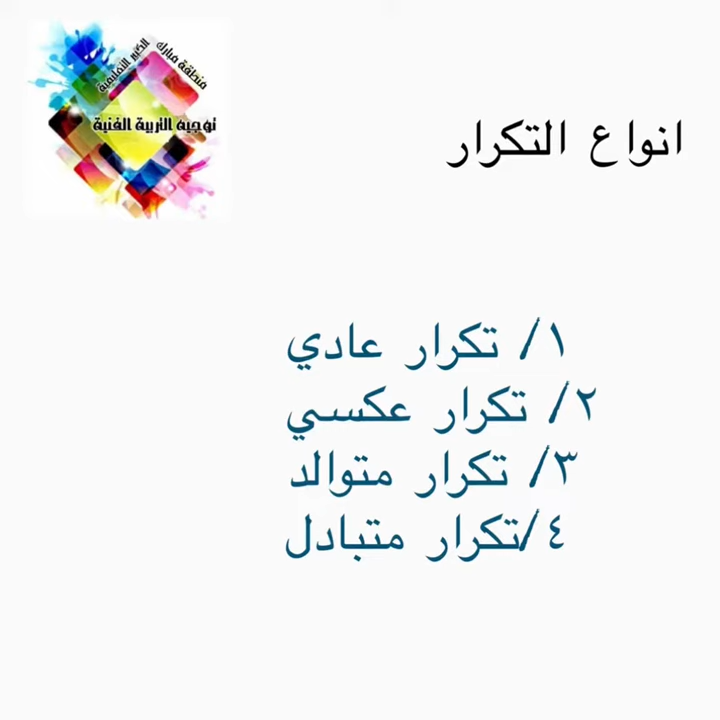 منطقة مبارك الكبير التعليمية
توجيه التربية الفنية
انواع التكرار
١/ تكرار عادي
٢/ تكرار عكسي
٣/ تكرار متوالد
٤/تكرار متبادل